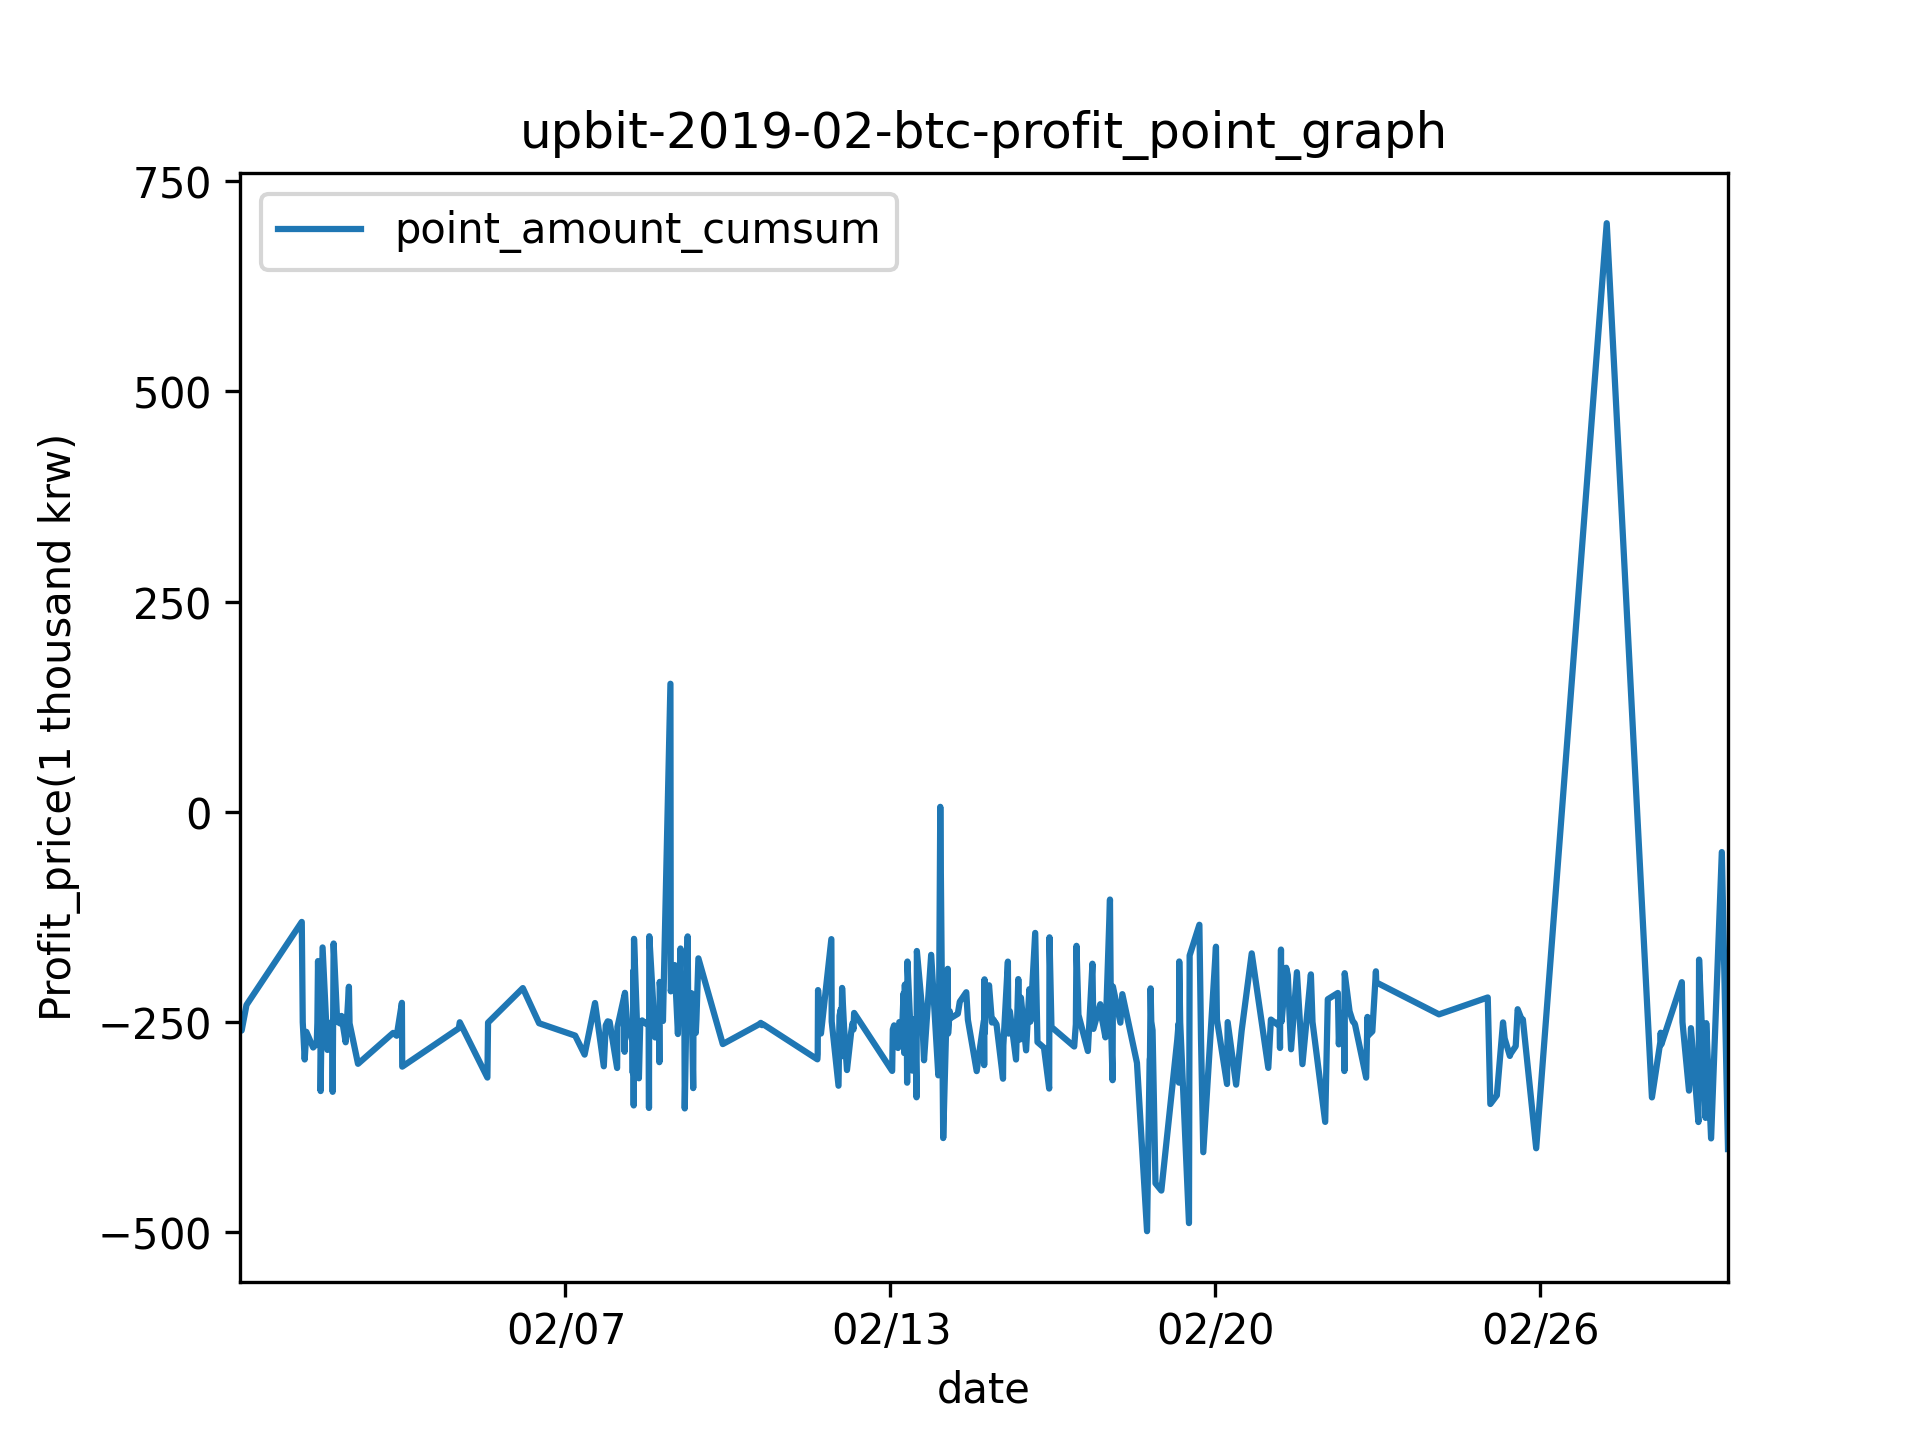 upbit-2019-02-btc-profit_point_graph
point_amount_cumsum
Profit_price(1 thousand krw)
750
500
250
0
−250
−500
02/07
02/13
02/20
02/26
date